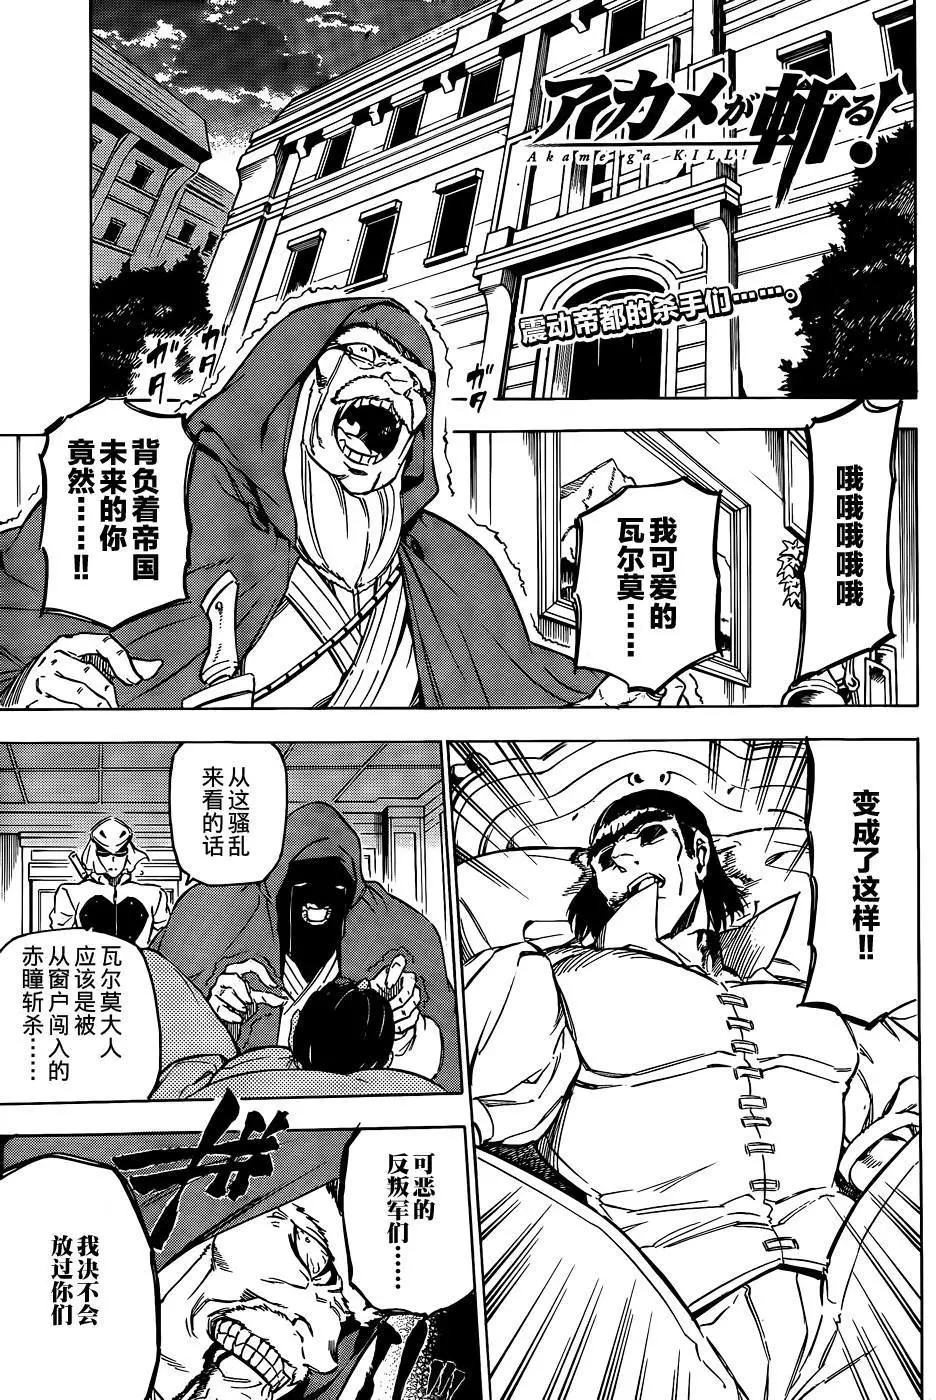 アカメが斬る!
Akame ga KILL!
震动帝都的杀手们……。
哦哦哦哦哦
我可爱的
瓦尔莫……
背负着帝国
未来的你
竟然……!!
ガタ
ガタ
变成了这样!!
从这骚乱
来看的话
瓦尔莫大人
应该是被
从窗户闯入的
赤瞳斩杀……
可恶的
反叛军们……
我决不会
放过你们